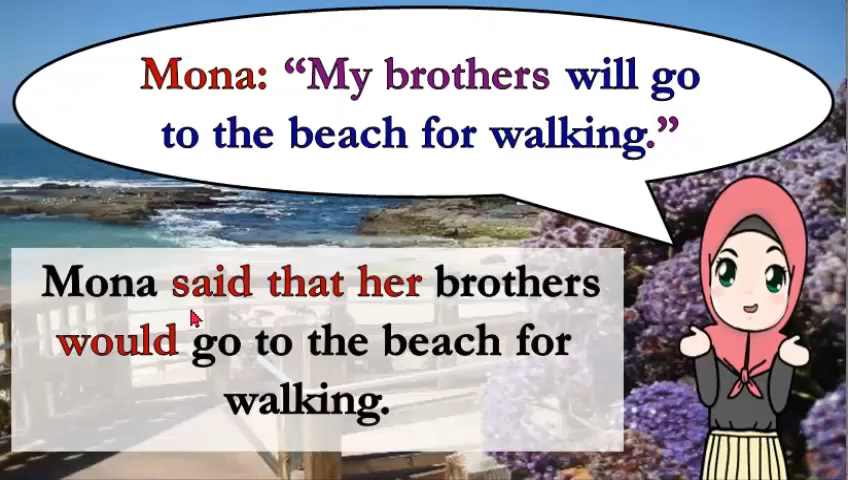 Mona: “My brothers will go
to the beach for walking.”
Mona said that her brothers
would go to the beach for
walking.